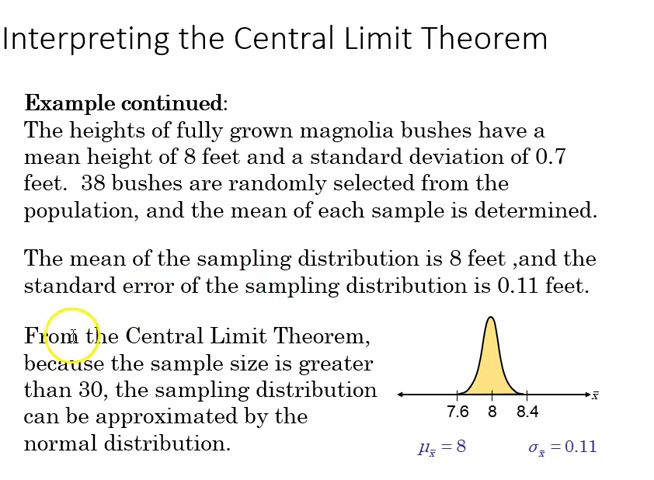 Interpreting the Central Limit Theorem
Example continued:
The heights of fully grown magnolia bushes have a
mean height of 8 feet and a standard deviation of 0.7
feet.  38 bushes are randomly selected from the
population, and the mean of each sample is determined.
The mean of the sampling distribution is 8 feet ,and the
standard error of the sampling distribution is 0.11 feet.
From the Central Limit Theorem,
because the sample size is greater
than 30, the sampling distribution
can be approximated by the
normal distribution.
x̄
7.6 8 8.4
μx̄ = 8 σx̄ = 0.11